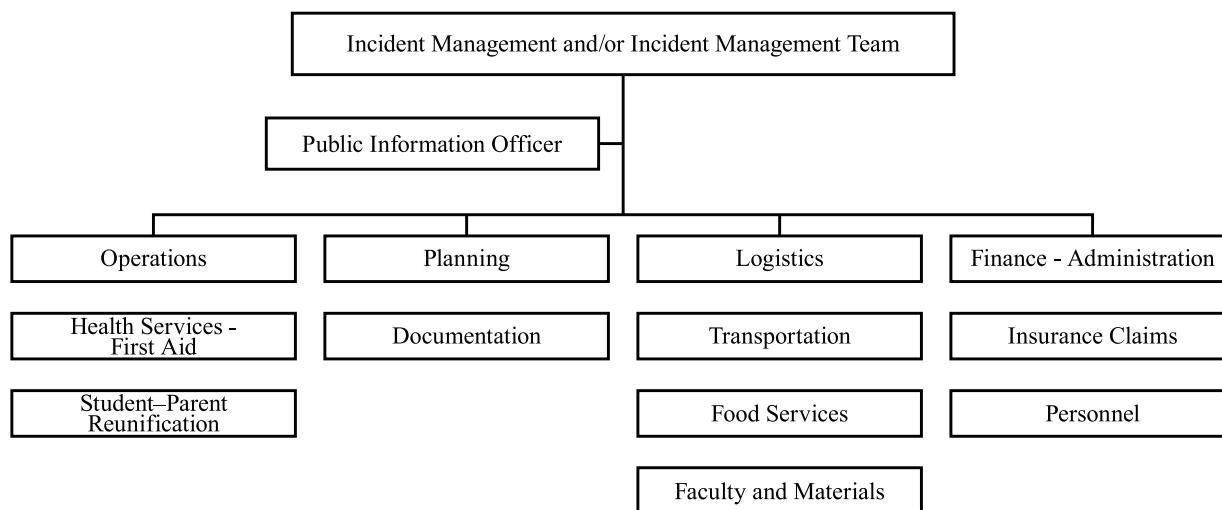 Incident Management and/or Incident Management Team
Public Information Officer
Operations
Planning
Logistics
Finance - Administration
Health Services -
First Aid
Documentation
Transportation
Insurance Claims
Student–Parent
Reunification
Food Services
Personnel
Faculty and Materials